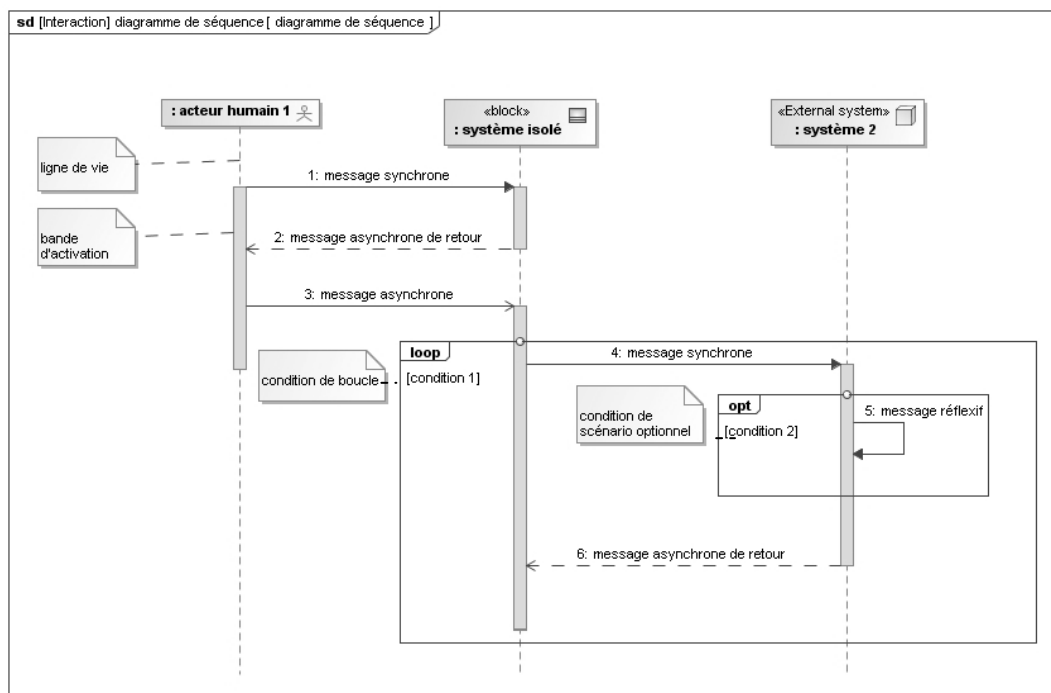 sd [Interaction] diagramme de séquence[ diagramme de séquence ]
: acteur humain 1
«block»
: système isolé
«External system»
: système 2
ligne de vie
1: message synchrone
bande
d'activation
2: message asynchrone de retour
3: message asynchrone
loop
4: message synchrone
condition de boucle
[condition 1]
opt
5: message réflexif
condition de
scénario optionnel
[condition 2]
6: message asynchrone de retour